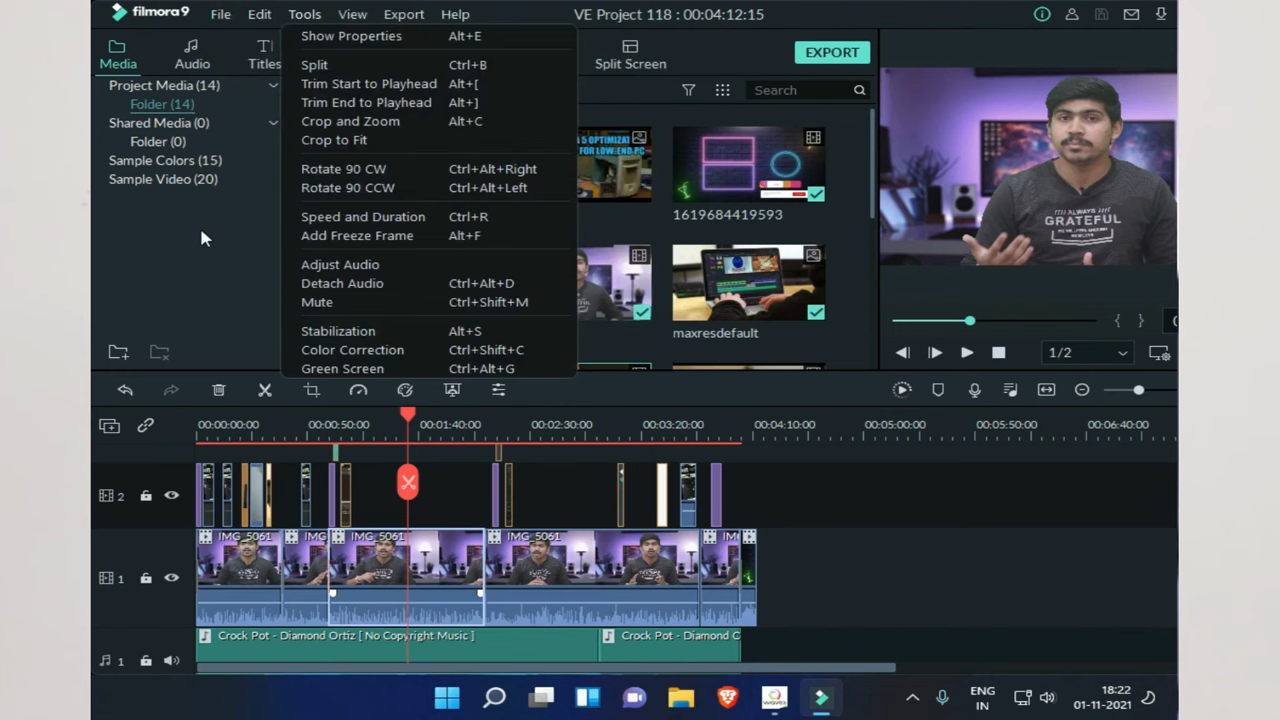 filmora9
File Edit Tools View Export Help
VE Project 118 : 00:04:12:15
Media
Audio
Titles
Split Screen
EXPORT
Project Media (14)
Folder (14)
Shared Media (0)
Folder (0)
Sample Colors (15)
Sample Video (20)
Show Properties Alt+E
Split Ctrl+B
Trim Start to Playhead Alt+[
Trim End to Playhead Alt+]
Crop and Zoom Alt+C
Crop to Fit
Rotate 90 CW Ctrl+Alt+Right
Rotate 90 CCW Ctrl+Alt+Left
Speed and Duration Ctrl+R
Add Freeze Frame Alt+F
Adjust Audio
Detach Audio Ctrl+Alt+D
Mute Ctrl+Shift+M
Stabilization Alt+S
Color Correction Ctrl+Shift+C
Green Screen Ctrl+Alt+G
Search
5 OPTIMIZAT
FOR LOW-END PC
1619684419593
maxresdefault
ALWAYS
GRATEFUL
{ }
1/2
00:00:00:00 00:00:50:00 00:01:40:00 00:02:30:00 00:03:20:00 00:04:10:00 00:05:00:00 00:05:50:00 00:06:40:00
2
IMG_5061 IMG IMG_5061 IMG_5061 IM
1
Crock Pot - Diamond Ortiz [ No Copyright Music ]
Crock Pot - Diamond C
1
ENG
IN
18:22
01-11-2021